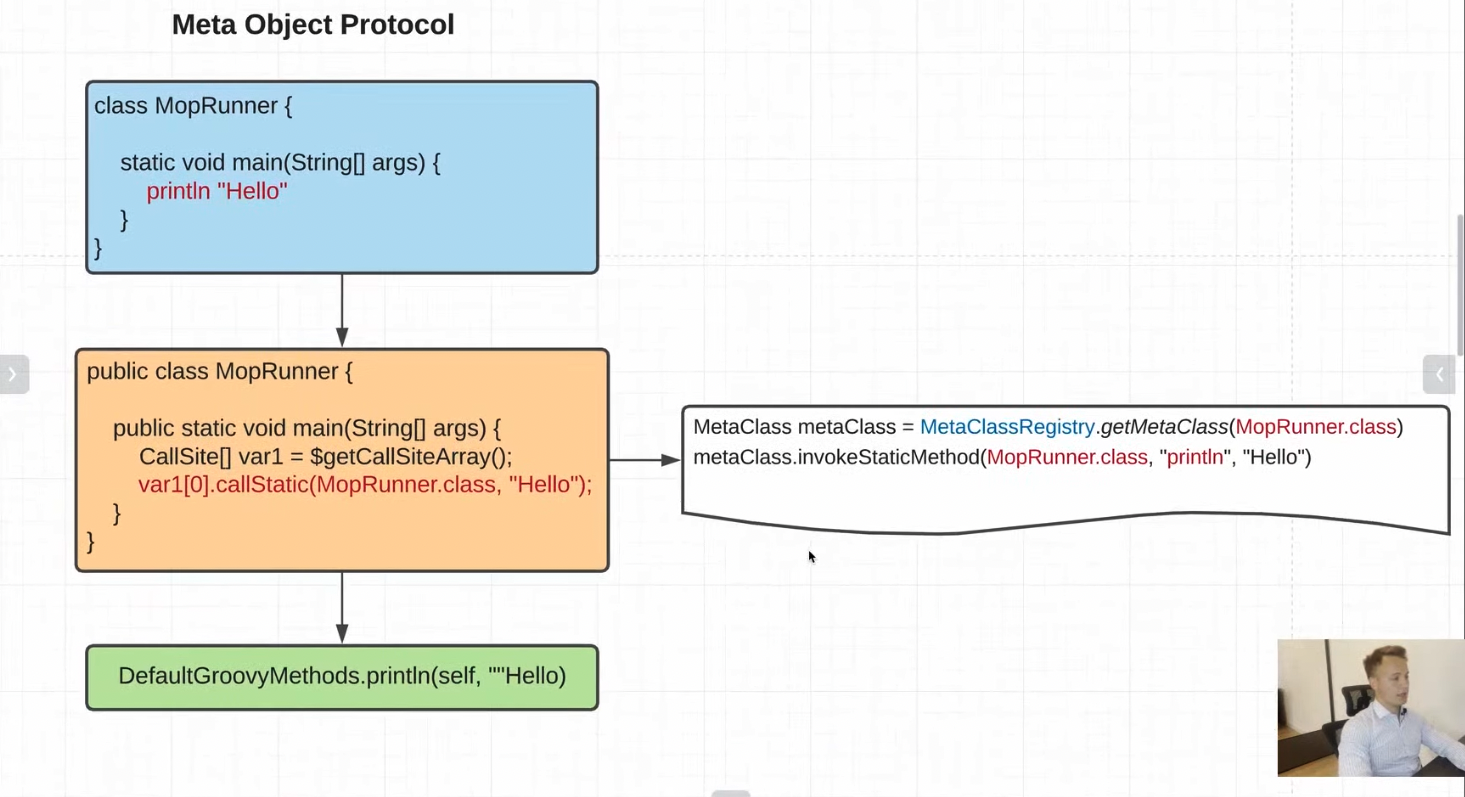 Meta Object Protocol
class MopRunner {
static void main(String[] args) {
println "Hello"
}
}
public class MopRunner {
public static void main(String[] args) {
CallSite[] var1 = $getCallSiteArray();
var1[0].callStatic(MopRunner.class, "Hello");
}
}
MetaClass metaClass = MetaClassRegistry.getMetaClass(MopRunner.class)
metaClass.invokeStaticMethod(MopRunner.class, "println", "Hello")
DefaultGroovyMethods.println(self, ""Hello)